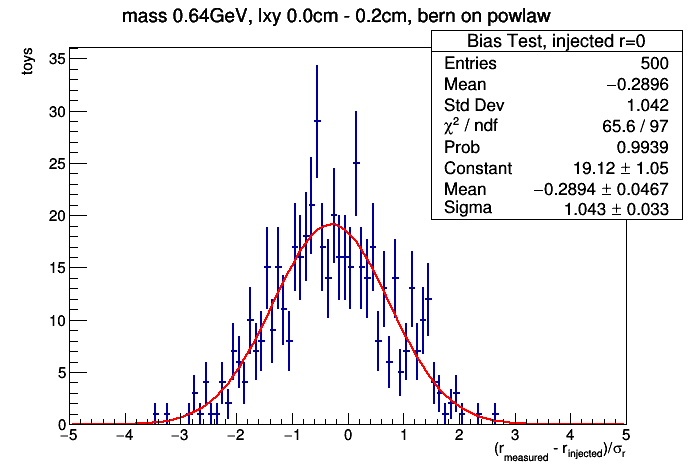 mass 0.64GeV, lxy 0.0cm - 0.2cm, bern on powlaw
Bias Test, injected r=0
Entries 500
Mean −0.2896
Std Dev 1.042
χ² / ndf 65.6 / 97
Prob 0.9939
Constant 19.12 ± 1.05
Mean −0.2894 ± 0.0467
Sigma 1.043 ± 0.033
toys
35
30
25
20
15
10
5
0
−5 −4 −3 −2 −1 0 1 2 3 4 5
(r_measured - r_injected)/σ_r